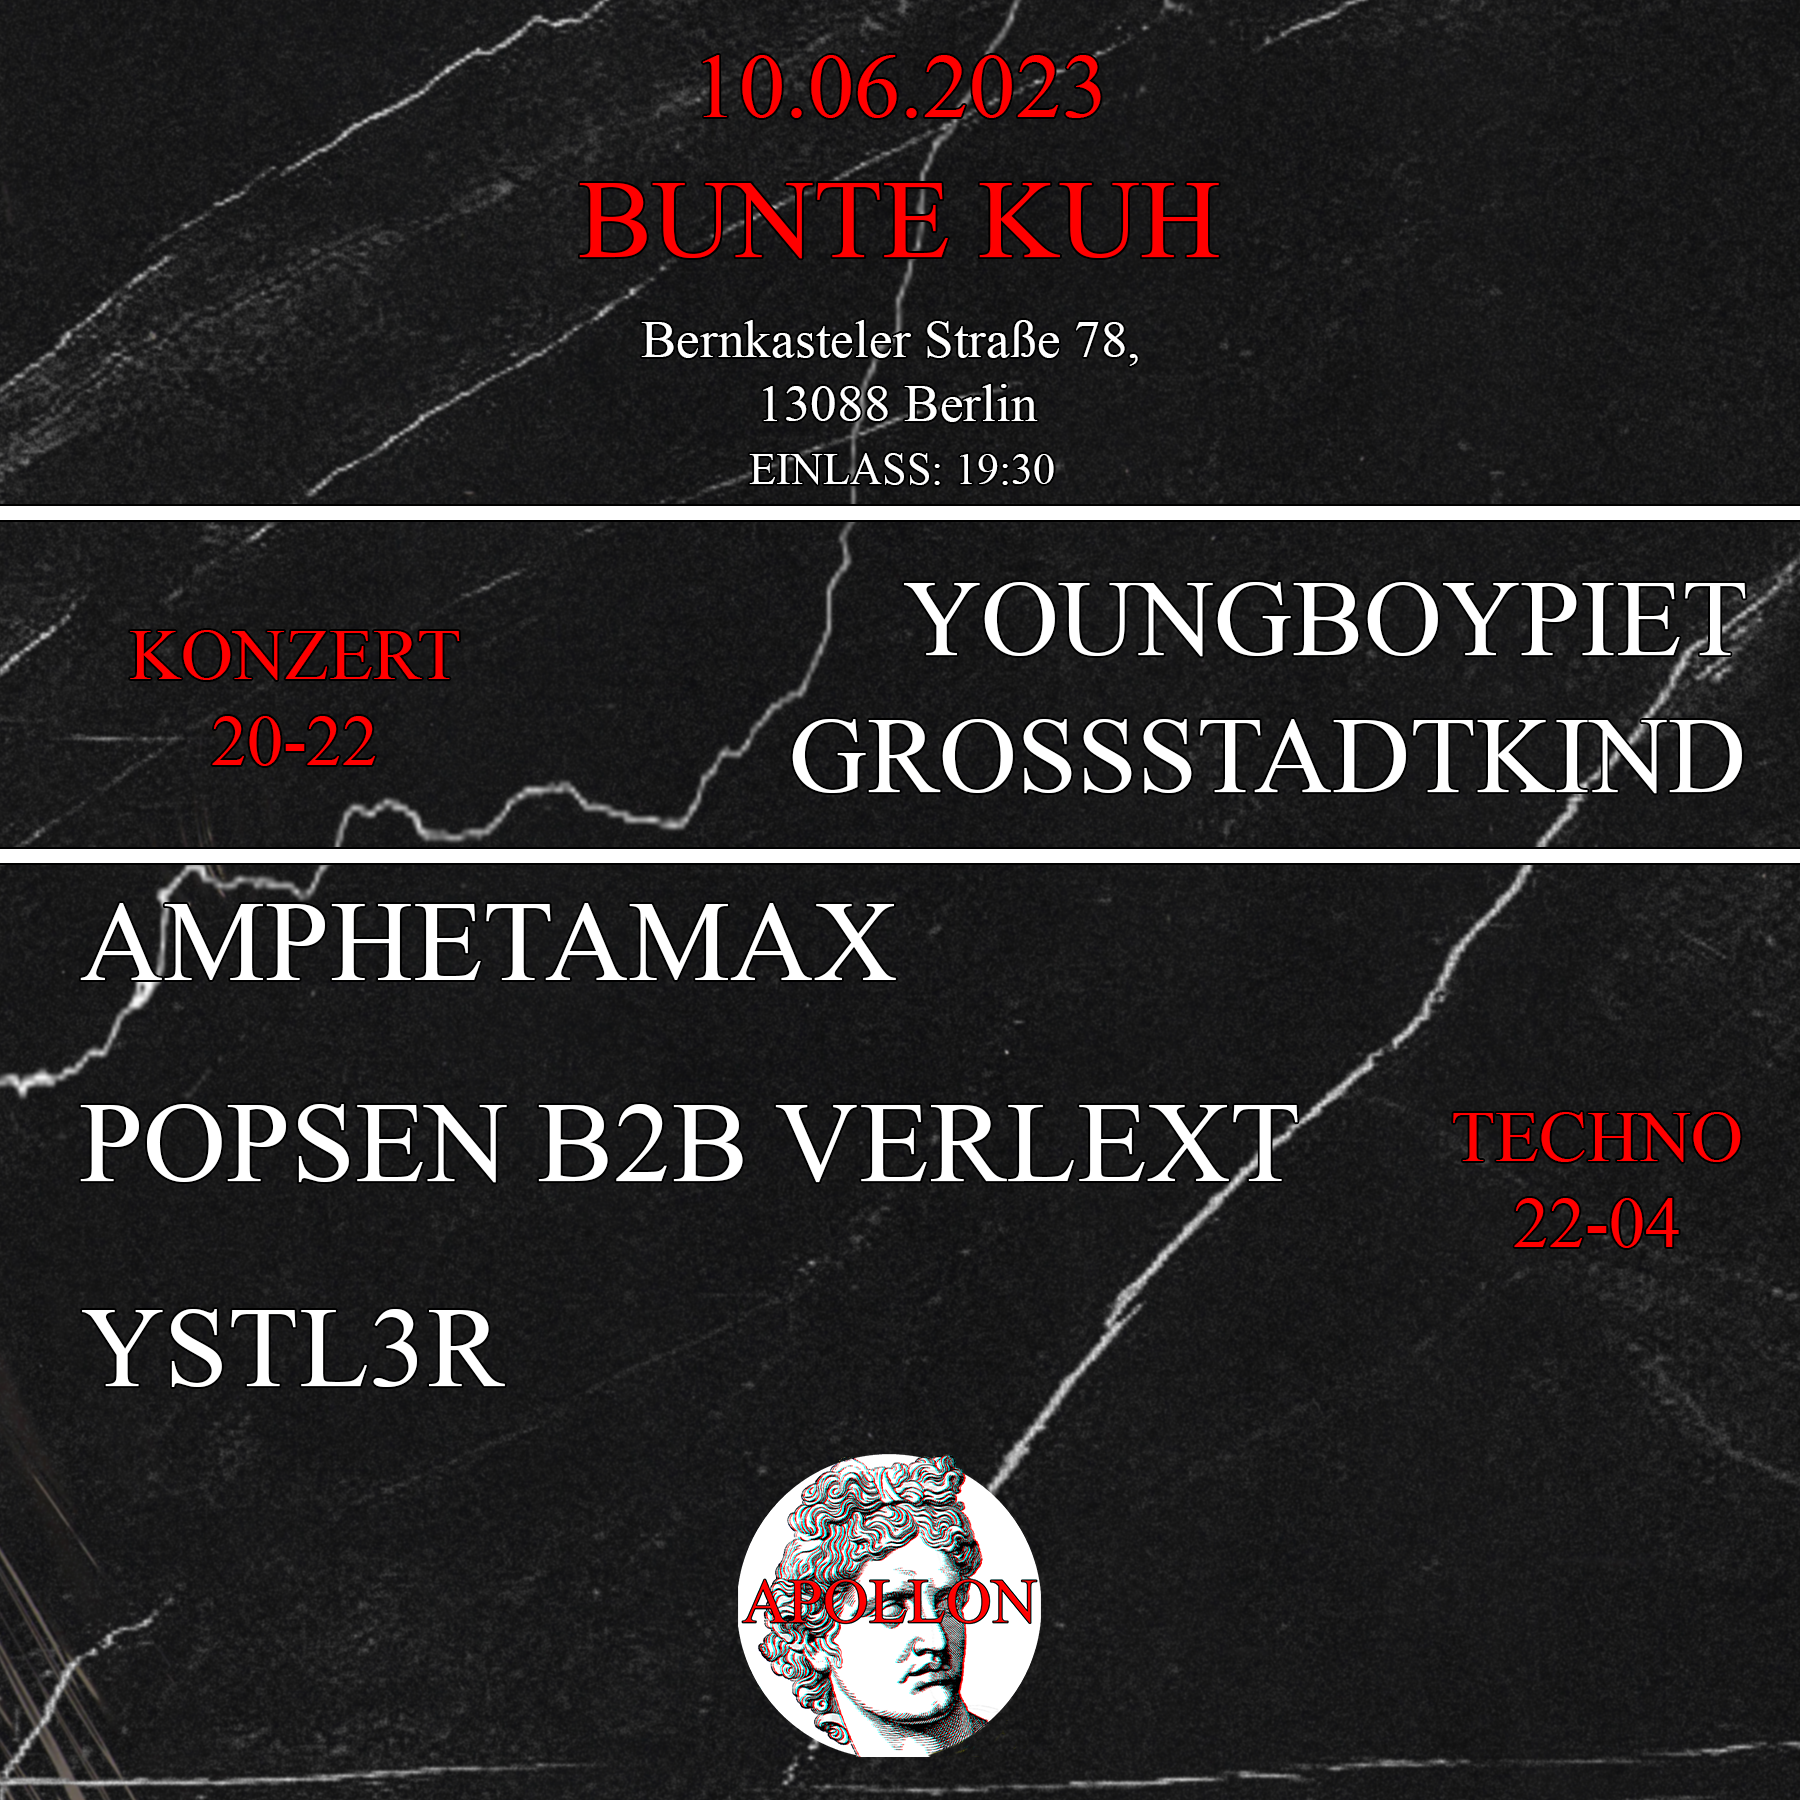 10.06.2023
BUNTE KUH
Bernkasteler Straße 78,
13088 Berlin
EINLASS: 19:30
KONZERT
20-22
YOUNGBOYPIET
GROSSSTADTKIND
AMPHETAMAX
POPSEN B2B VERLEXT
YSTL3R
TECHNO
22-04
APOLLON